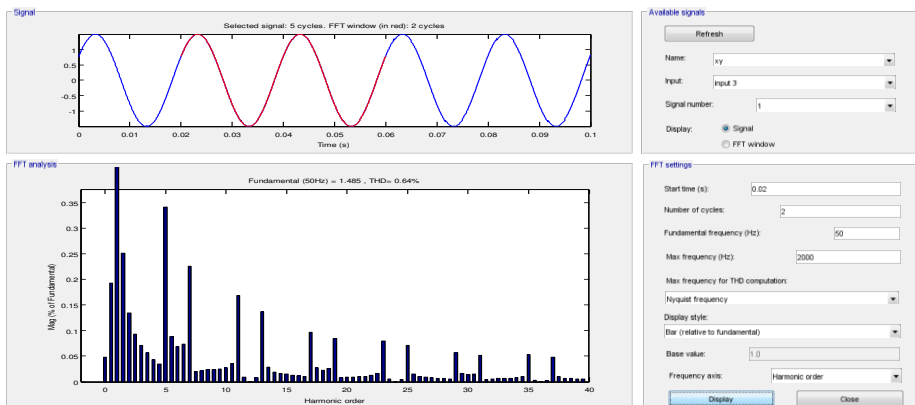 Signal
Selected signal: 5 cycles. FFT window (in red): 2 cycles
1
0.5
0
-0.5
-1
0 0.01 0.02 0.03 0.04 0.05 0.06 0.07 0.08 0.09 0.1
Time (s)
FFT analysis
Fundamental (50Hz) = 1.485 , THD= 0.64%
Mag (% of Fundamental)
0.35
0.3
0.25
0.2
0.15
0.1
0.05
0
0 5 10 15 20 25 30 35 40
Harmonic order
Available signals
Refresh
Name: xy
Input: input 3
Signal number: 1
Display: Signal
FFT window
FFT settings
Start time (s): 0.02
Number of cycles: 2
Fundamental frequency (Hz): 50
Max frequency (Hz): 2000
Max frequency for THD computation:
Nyquist frequency
Display style:
Bar (relative to fundamental)
Base value: 1.0
Frequency axis: Harmonic order
Display Close